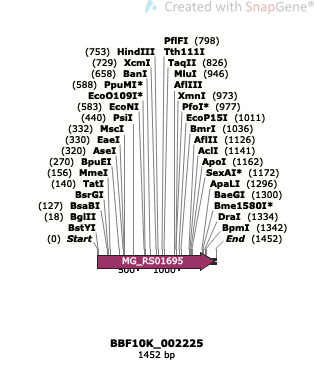 Created with SnapGene®
PflFI (798)
(753) HindIII Tth111I
(729) XcmI TaqII (826)
(658) BanI MluI (946)
(588) PpuMI* AflIII
EcoO109I* XmnI (973)
(583) EcoNI PfoI* (977)
(440) PsiI EcoP15I (1011)
(332) MscI BmrI (1036)
(330) EaeI AflII (1126)
(320) AseI AclI (1141)
(270) BpuEI ApoI (1162)
(156) MmeI SexAI* (1172)
(140) TatI ApaLI (1296)
BsrGI BaeGI (1300)
(127) BsaBI Bme1580I*
(18) BglII DraI (1334)
BstYI BpmI (1342)
(0) Start End (1452)
MG_RS01695
500 1000
BBF10K_002225
1452 bp